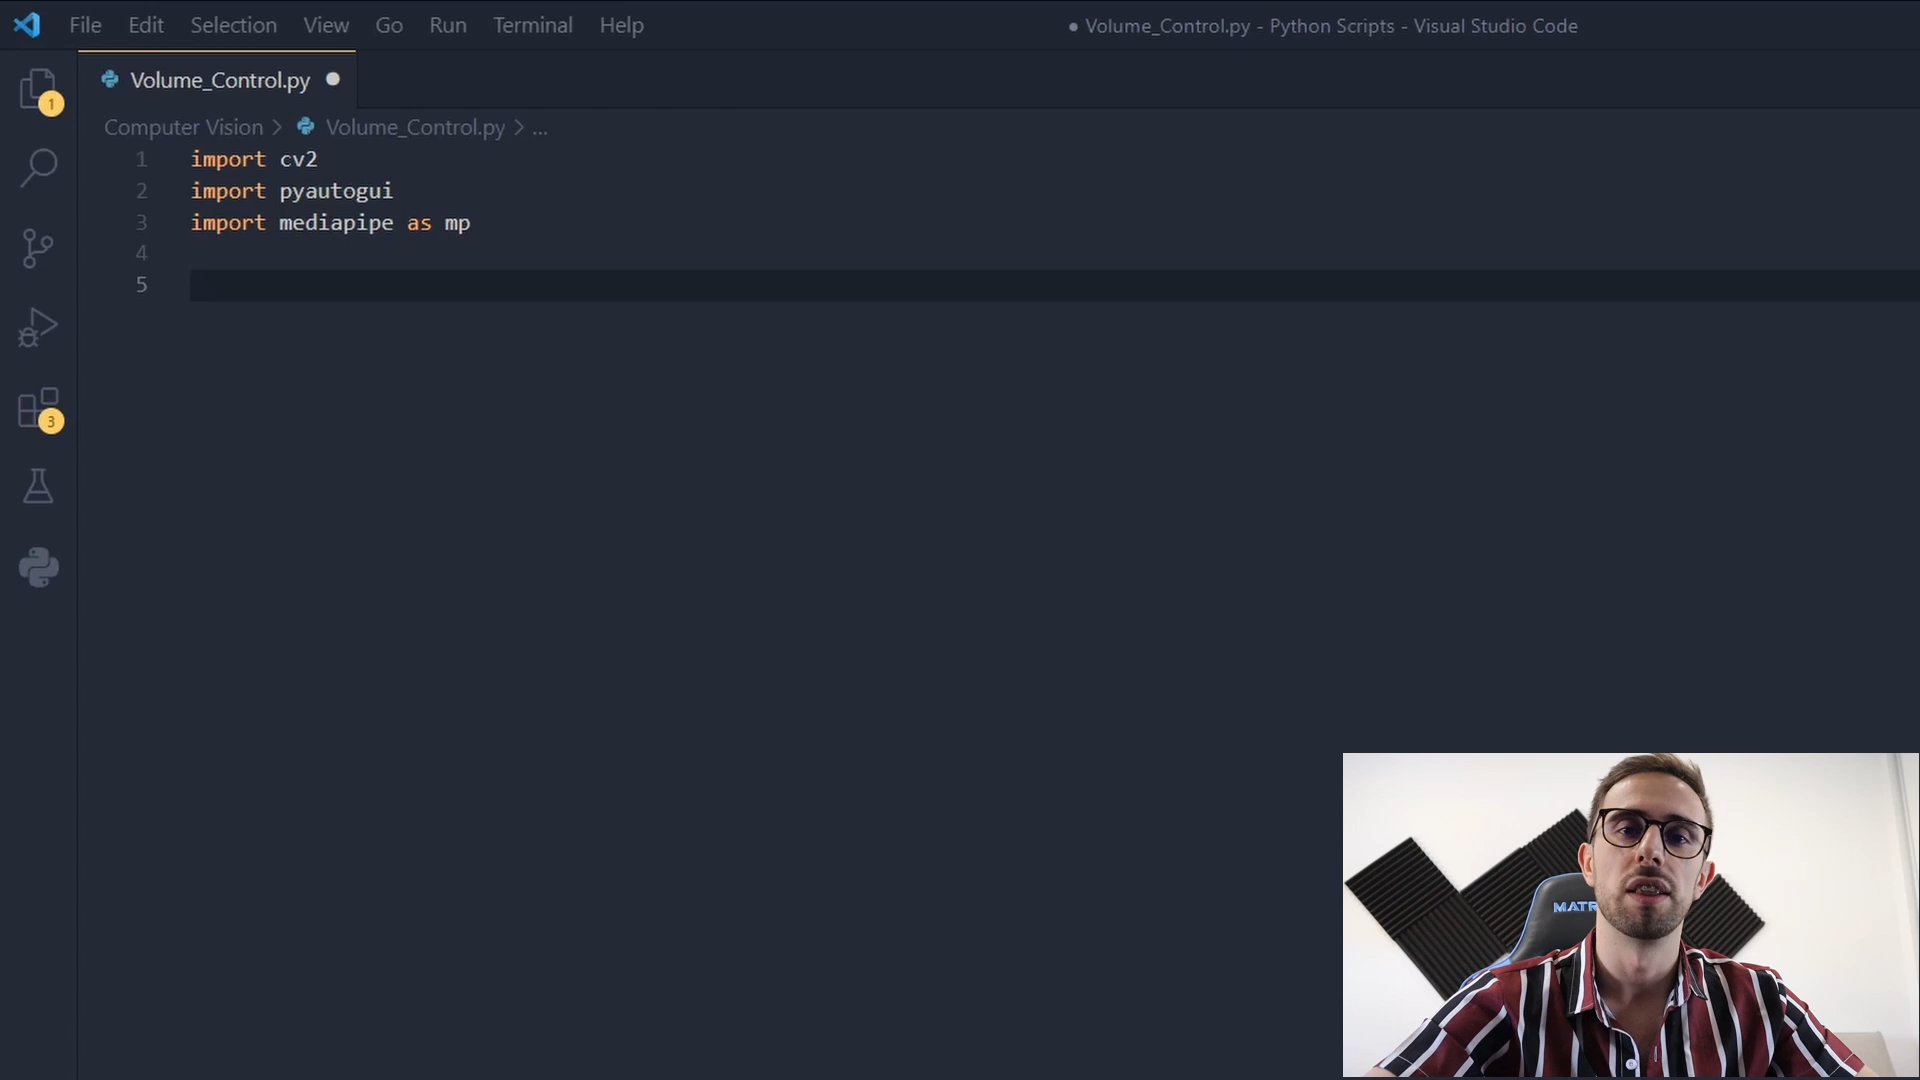 File Edit Selection View Go Run Terminal Help
● Volume_Control.py - Python Scripts - Visual Studio Code
Volume_Control.py
Computer Vision > Volume_Control.py > ...
1 import cv2
2 import pyautogui
3 import mediapipe as mp
4
5
1
3
MATR